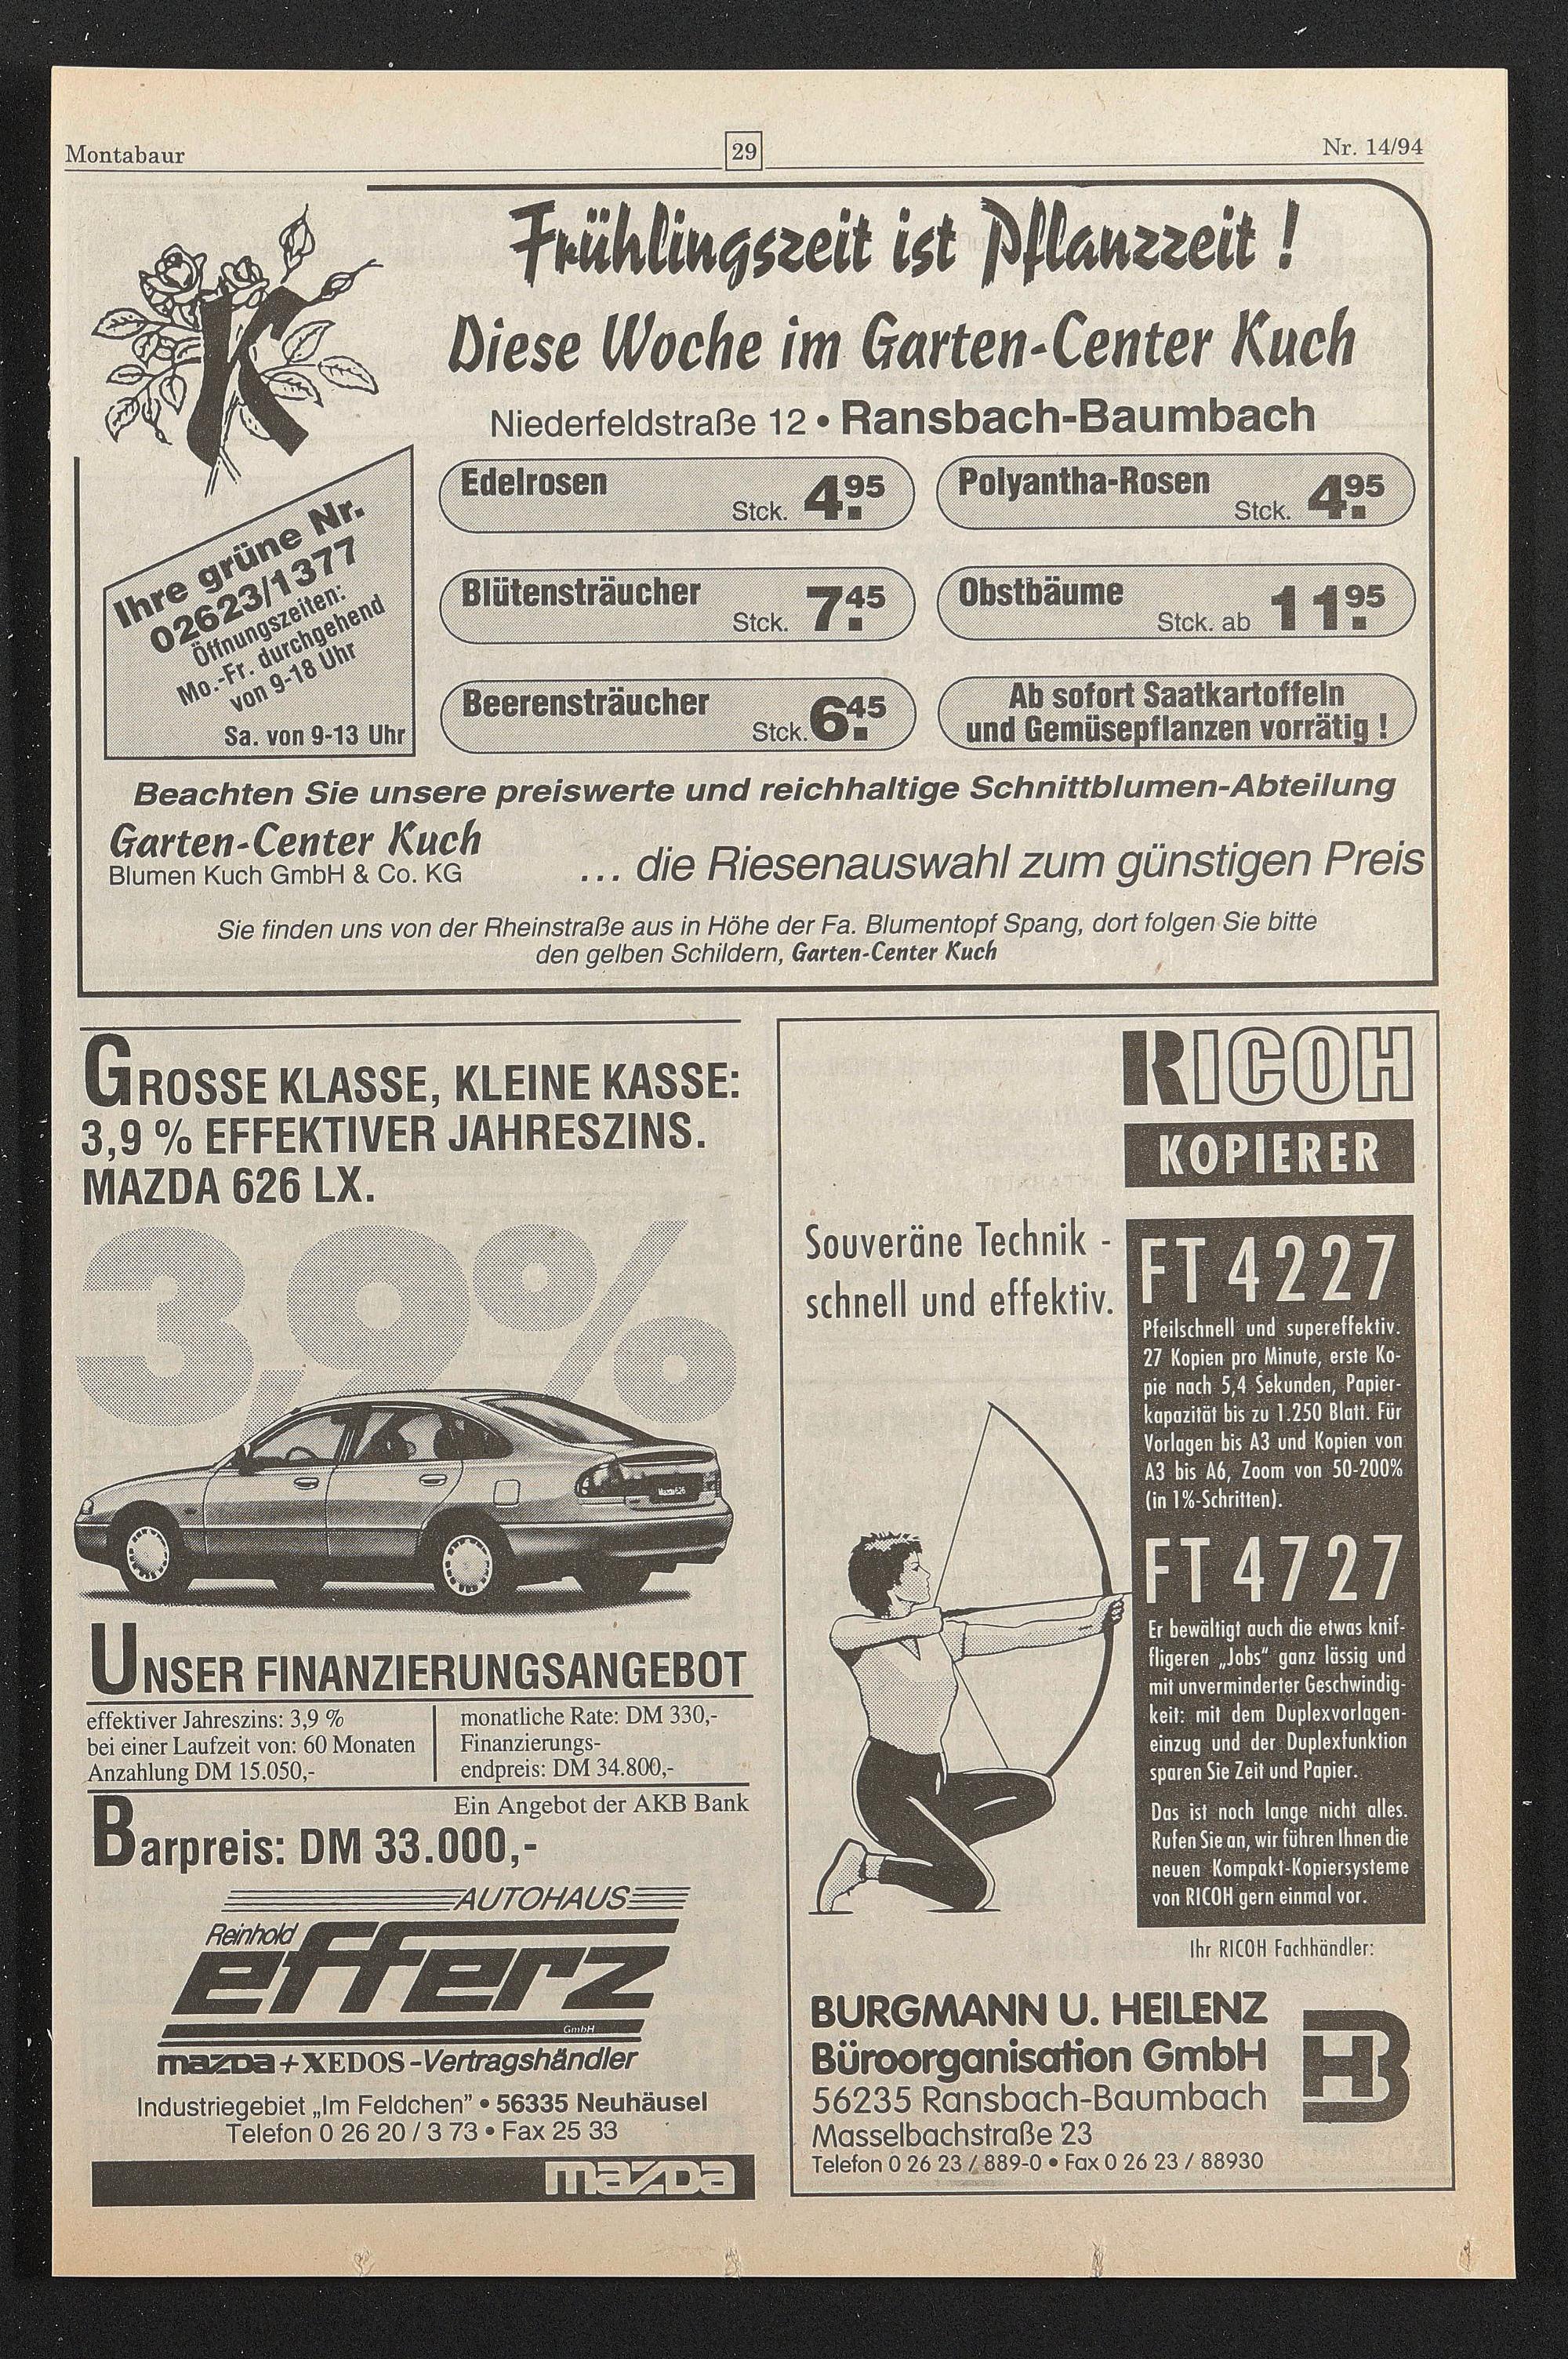 Montabaur
29
Nr. 14/94
Frühlingszeit ist Pflanzzeit !
Diese Woche im Garten-Center Kuch
Niederfeldstraße 12 • Ransbach-Baumbach
K
Ihre grüne Nr.
02623/1377
Öffnungszeiten:
Mo.-Fr. durchgehend
von 9-18 Uhr
Sa. von 9-13 Uhr
Edelrosen
Stck. 4.95
Polyantha-Rosen
Stck. 4.95
Blütensträucher
Stck. 7.45
Obstbäume
Stck. ab 11.95
Beerensträucher
Stck. 6.45
Ab sofort Saatkartoffeln
und Gemüsepflanzen vorrätig !
Beachten Sie unsere preiswerte und reichhaltige Schnittblumen-Abteilung
Garten-Center Kuch
Blumen Kuch GmbH & Co. KG
... die Riesenauswahl zum günstigen Preis
Sie finden uns von der Rheinstraße aus in Höhe der Fa. Blumentopf Spang, dort folgen Sie bitte
den gelben Schildern, Garten-Center Kuch
GROSSE KLASSE, KLEINE KASSE:
3,9 % EFFEKTIVER JAHRESZINS.
MAZDA 626 LX.
3,9%
Mazda 626
UNSER FINANZIERUNGSANGEBOT
effektiver Jahreszins: 3,9 %
bei einer Laufzeit von: 60 Monaten
Anzahlung DM 15.050,-
monatliche Rate: DM 330,-
Finanzierungs-
endpreis: DM 34.800,-
Ein Angebot der AKB Bank
Barpreis: DM 33.000,-
AUTOHAUS
Reinhold
efferz
GmbH
mazda + XEDOS -Vertragshändler
Industriegebiet „Im Feldchen” • 56335 Neuhäusel
Telefon 0 26 20 / 3 73 • Fax 25 33
mazda
RICOH
KOPIERER
Souveräne Technik -
schnell und effektiv.
FT 4227
Pfeilschnell und supereffektiv.
27 Kopien pro Minute, erste Ko-
pie nach 5,4 Sekunden, Papier-
kapazität bis zu 1.250 Blatt. Für
Vorlagen bis A3 und Kopien von
A3 bis A6, Zoom von 50-200%
(in 1%-Schritten).
FT 4727
Er bewältigt auch die etwas knif-
fligeren „Jobs“ ganz lässig und
mit unverminderter Geschwindig-
keit: mit dem Duplexvorlagen-
einzug und der Duplexfunktion
sparen Sie Zeit und Papier.
Das ist noch lange nicht alles.
Rufen Sie an, wir führen Ihnen die
neuen Kompakt-Kopiersysteme
von RICOH gern einmal vor.
Ihr RICOH Fachhändler:
BURGMANN U. HEILENZ
Büroorganisation GmbH
56235 Ransbach-Baumbach
Masselbachstraße 23
Telefon 0 26 23 / 889-0 • Fax 0 26 23 / 88930
HB